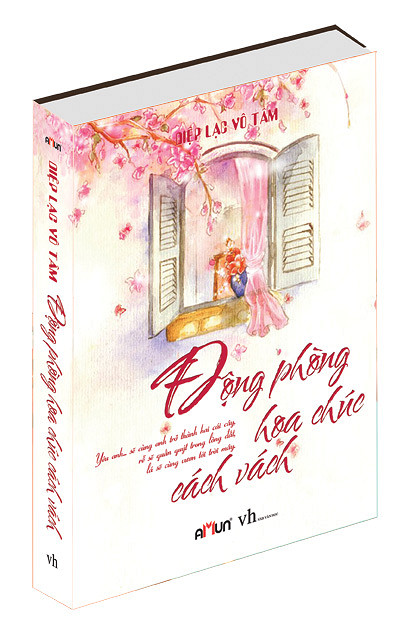 DIỆP LẠC VÔ TÂM
Động phòng
hoa chúc
cách vách
Yêu anh... sẽ cùng anh trở thành hai cái cây,
rễ sẽ quấn quýt trong lòng đất,
lá sẽ cùng vươn tới trời mây.
AMUN
vh
AMUN
DIỆP LẠC VÔ TÂM
Động phòng hoa chúc cách vách
vh